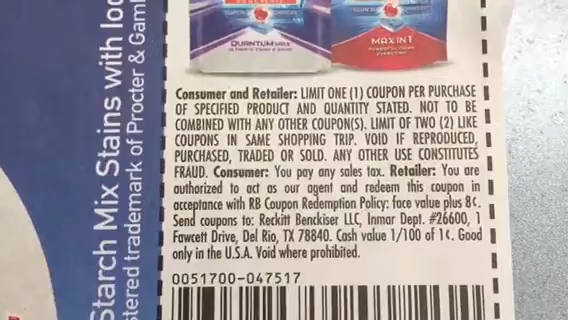 Starch Mix Stains with
stered trademark of Procter & Gamb
QUANTUM MAX
MAX IN 1
Consumer and Retailer: LIMIT ONE (1) COUPON PER PURCHASE
OF SPECIFIED PRODUCT AND QUANTITY STATED. NOT TO BE
COMBINED WITH ANY OTHER COUPON(S). LIMIT OF TWO (2) LIKE
COUPONS IN SAME SHOPPING TRIP. VOID IF REPRODUCED,
PURCHASED, TRADED OR SOLD. ANY OTHER USE CONSTITUTES
FRAUD. Consumer: You pay any sales tax. Retailer: You are
authorized to act as our agent and redeem this coupon in
acceptance with RB Coupon Redemption Policy: face value plus 8¢.
Send coupons to: Reckitt Benckiser LLC, Inmar Dept. #26600, 1
Fawcett Drive, Del Rio, TX 78840. Cash value 1/100 of 1¢. Good
only in the U.S.A. Void where prohibited.
0051700-047517